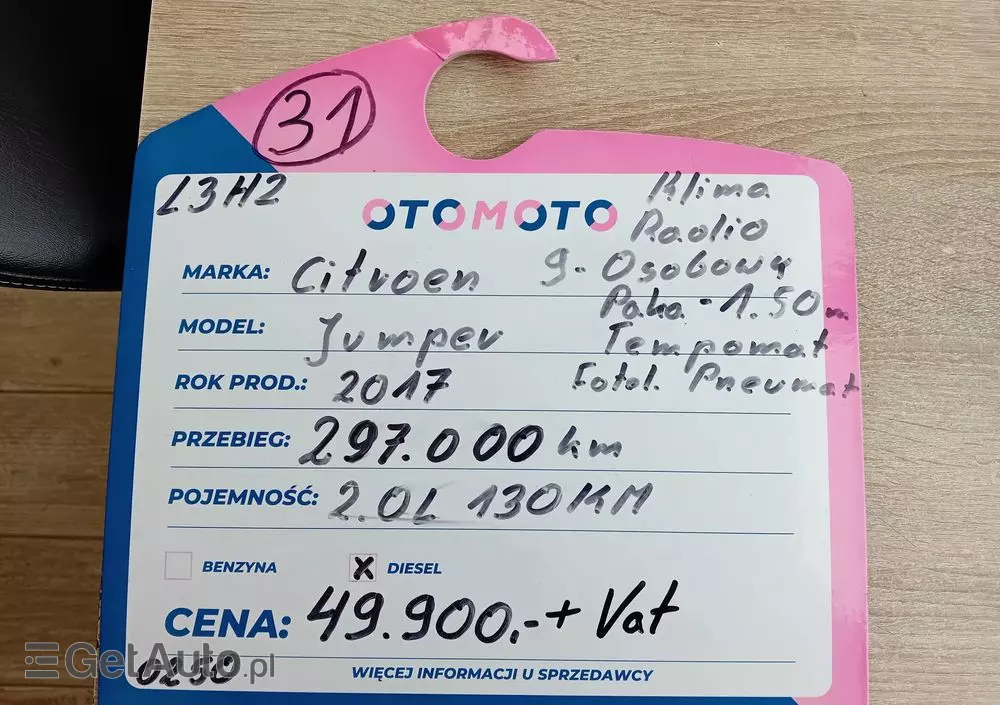 31
L3H2
OTOMOTO
Klima
Radio
MARKA: Citroen
9-Osobowy
Paka - 1.50m
MODEL: Jumper
Tempomat
Fotel. Pneumat
ROK PROD.: 2017
PRZEBIEG: 297.000 km
POJEMNOŚĆ: 2.0L 130KM
BENZYNA
X DIESEL
CENA: 49.900,- + Vat
GetAuto.pl
0250
WIĘCEJ INFORMACJI U SPRZEDAWCY